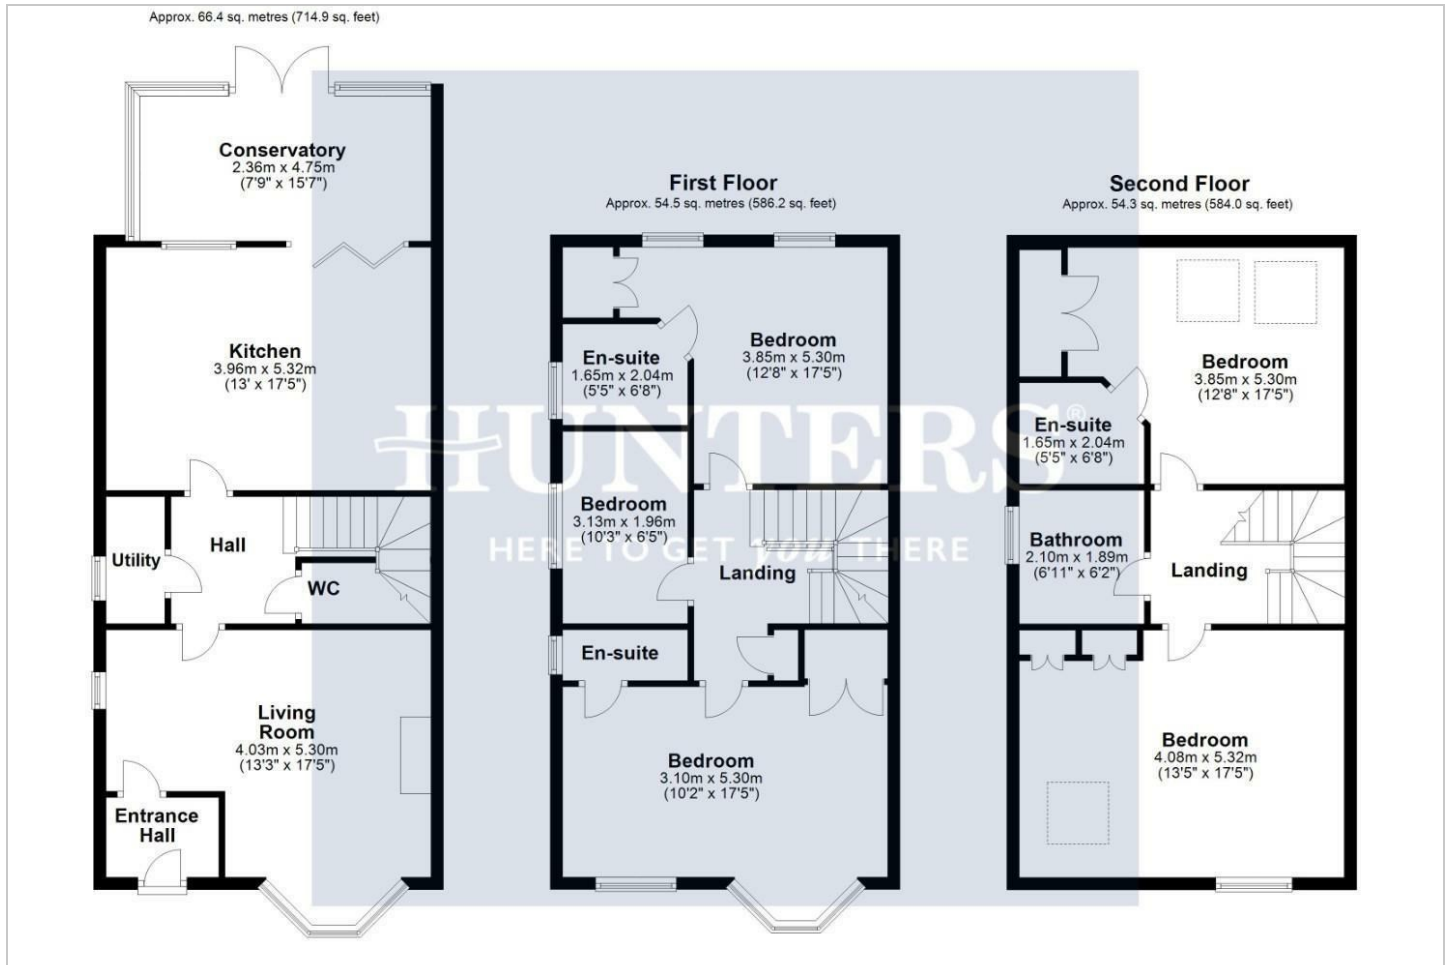 Approx. 66.4 sq. metres (714.9 sq. feet)
Conservatory
2.36m x 4.75m
(7'9" x 15'7")
Kitchen
3.96m x 5.32m
(13' x 17'5")
Utility
Hall
WC
Living
Room
4.03m x 5.30m
(13'3" x 17'5")
Entrance
Hall
First Floor
Approx. 54.5 sq. metres (586.2 sq. feet)
Bedroom
3.85m x 5.30m
(12'8" x 17'5")
En-suite
1.65m x 2.04m
(5'5" x 6'8")
Bedroom
3.13m x 1.96m
(10'3" x 6'5")
Landing
En-suite
Bedroom
3.10m x 5.30m
(10'2" x 17'5")
Second Floor
Approx. 54.3 sq. metres (584.0 sq. feet)
Bedroom
3.85m x 5.30m
(12'8" x 17'5")
En-suite
1.65m x 2.04m
(5'5" x 6'8")
Bathroom
2.10m x 1.89m
(6'11" x 6'2")
Landing
Bedroom
4.08m x 5.32m
(13'5" x 17'5")
HUNTERS®
HERE TO GET you THERE